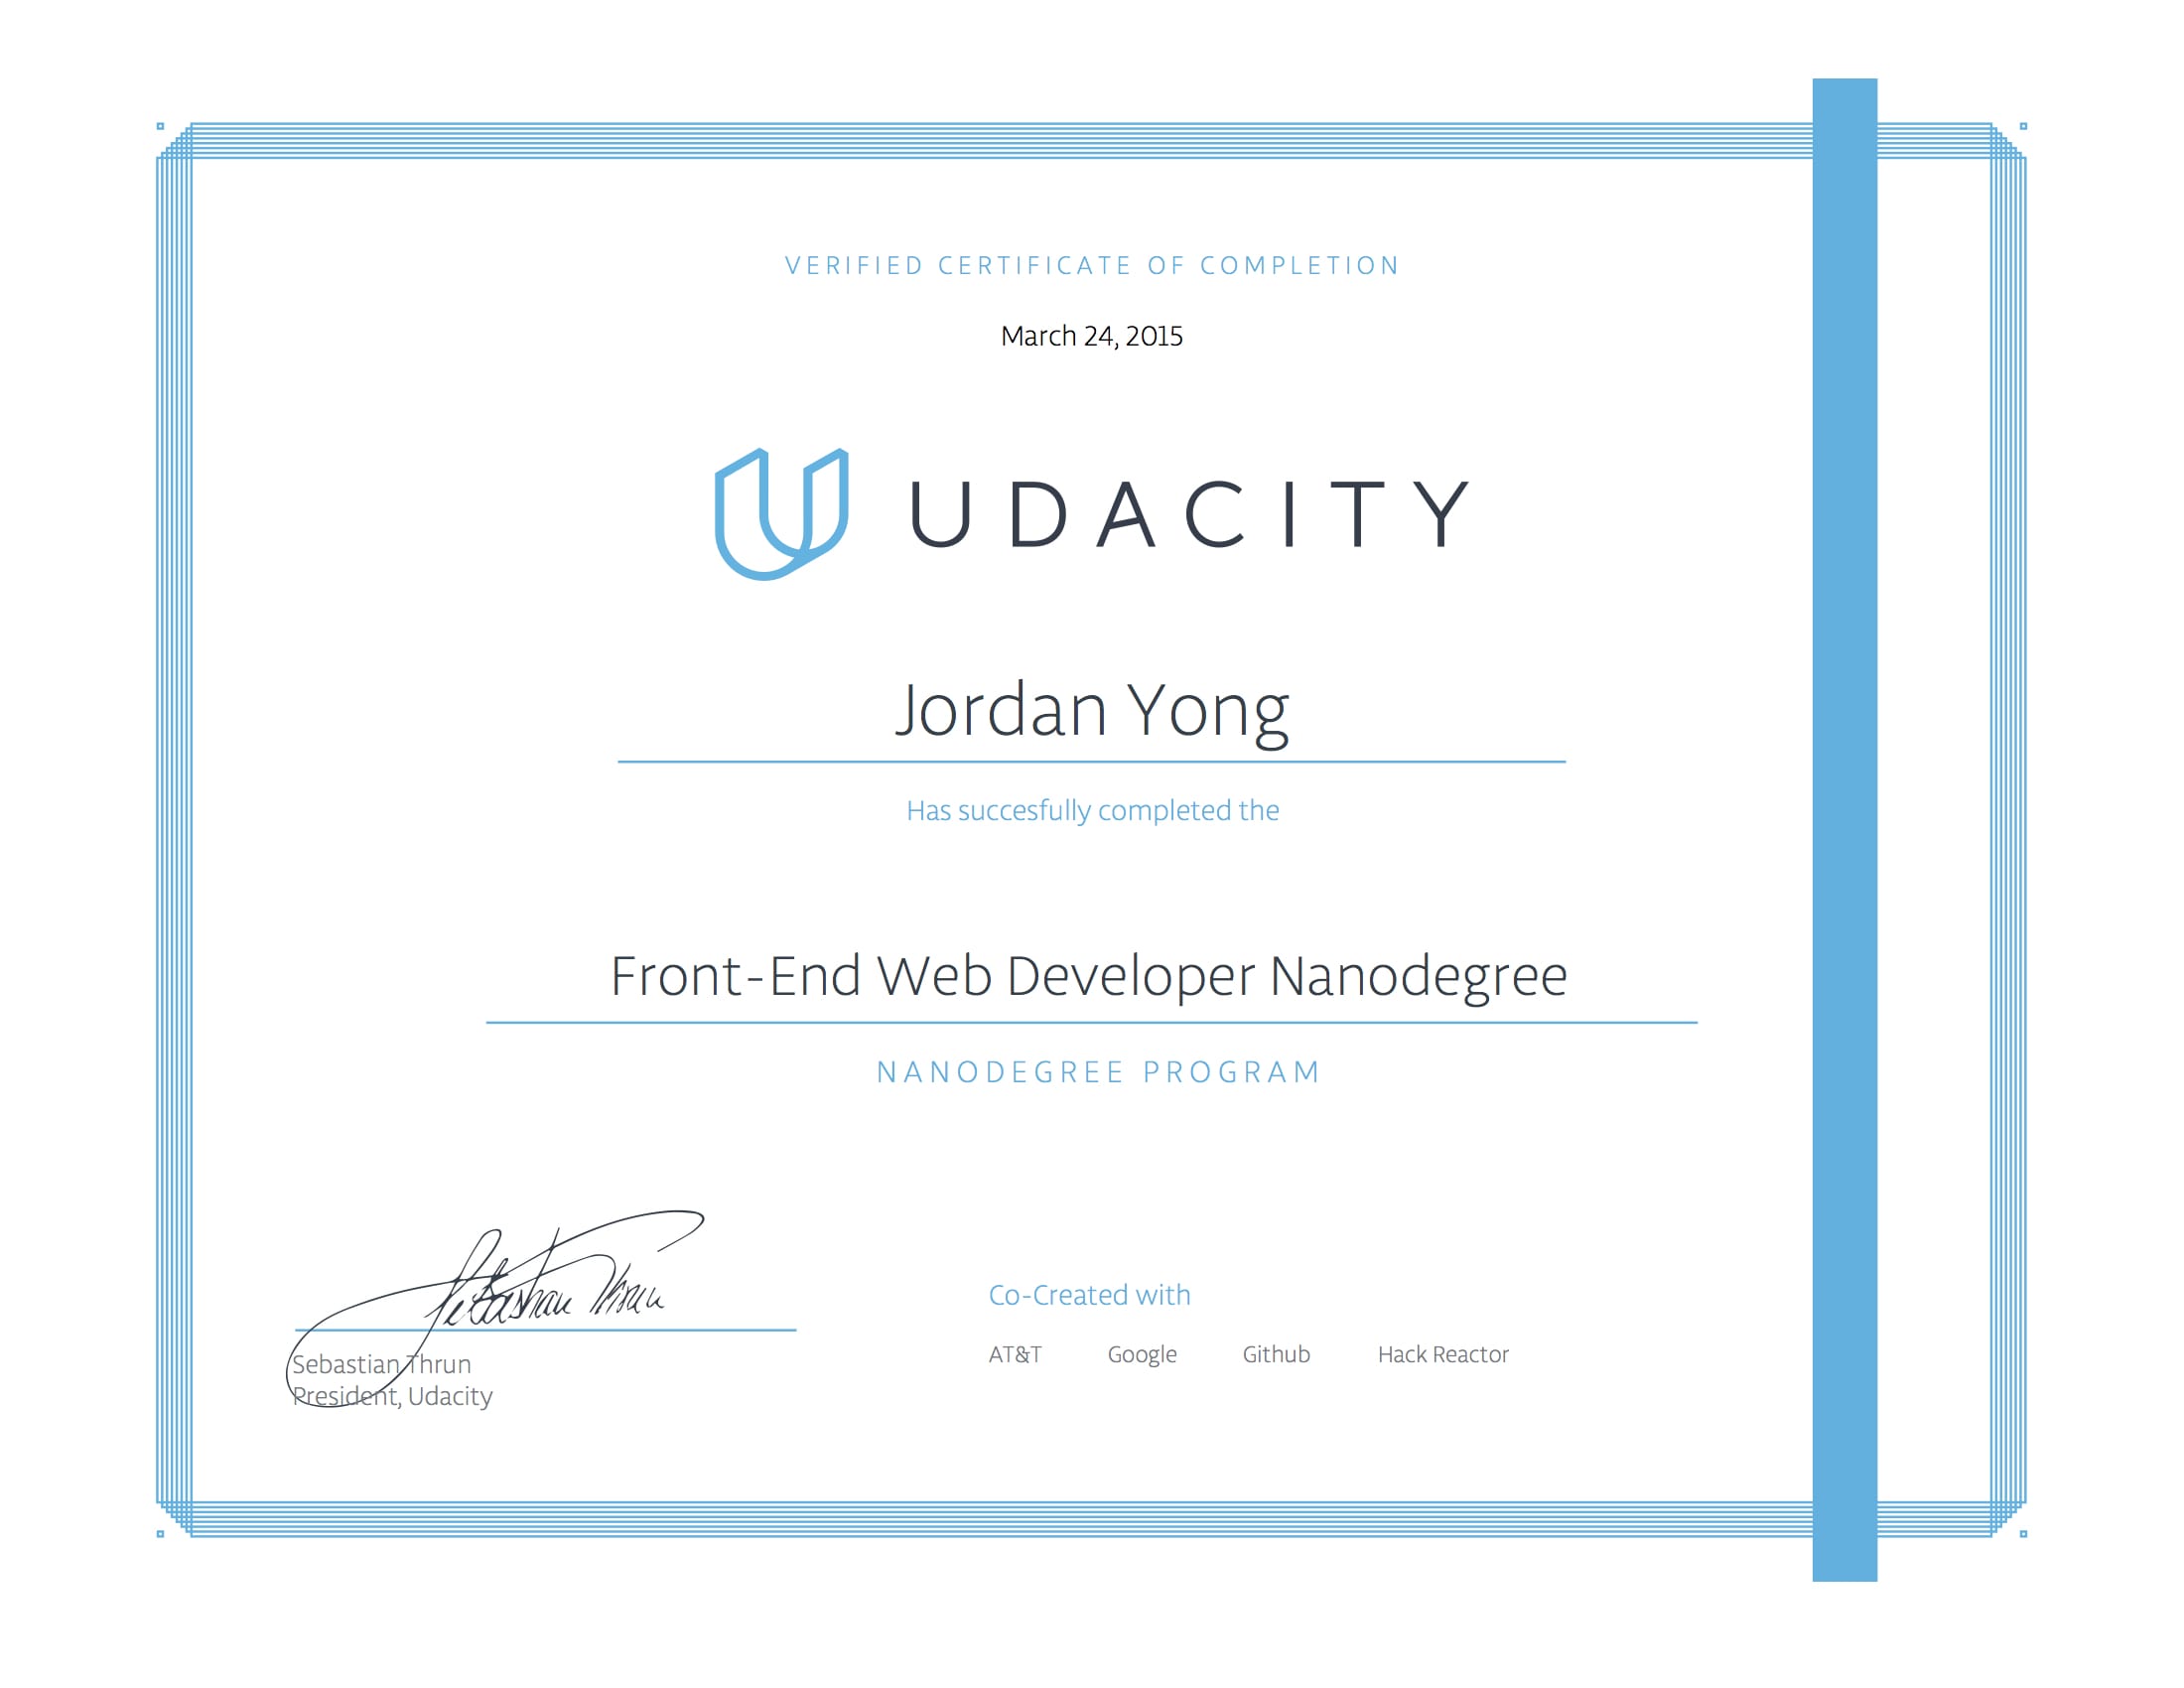 VERIFIED CERTIFICATE OF COMPLETION
March 24, 2015
UDACITY
Jordan Yong
Has succesfully completed the
Front-End Web Developer Nanodegree
NANODEGREE PROGRAM
Sebastian Thrun
Sebastian Thrun
President, Udacity
Co-Created with
AT&T Google Github Hack Reactor